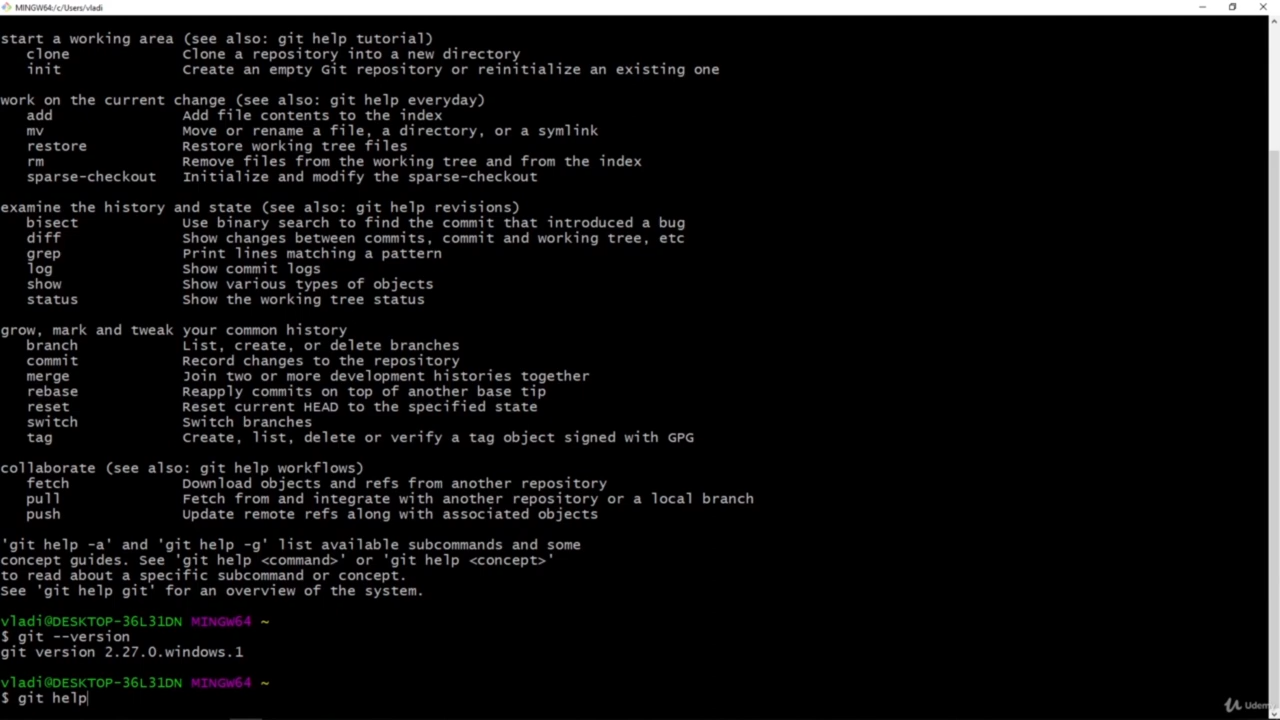 MINGW64:/c/Users/vladi
start a working area (see also: git help tutorial)
   clone             Clone a repository into a new directory
   init              Create an empty Git repository or reinitialize an existing one
work on the current change (see also: git help everyday)
   add               Add file contents to the index
   mv                Move or rename a file, a directory, or a symlink
   restore           Restore working tree files
   rm                Remove files from the working tree and from the index
   sparse-checkout   Initialize and modify the sparse-checkout
examine the history and state (see also: git help revisions)
   bisect            Use binary search to find the commit that introduced a bug
   diff              Show changes between commits, commit and working tree, etc
   grep              Print lines matching a pattern
   log               Show commit logs
   show              Show various types of objects
   status            Show the working tree status
grow, mark and tweak your common history
   branch            List, create, or delete branches
   commit            Record changes to the repository
   merge             Join two or more development histories together
   rebase            Reapply commits on top of another base tip
   reset             Reset current HEAD to the specified state
   switch            Switch branches
   tag               Create, list, delete or verify a tag object signed with GPG
collaborate (see also: git help workflows)
   fetch             Download objects and refs from another repository
   pull              Fetch from and integrate with another repository or a local branch
   push              Update remote refs along with associated objects
'git help -a' and 'git help -g' list available subcommands and some
concept guides. See 'git help <command>' or 'git help <concept>'
to read about a specific subcommand or concept.
See 'git help git' for an overview of the system.
vladi@DESKTOP-36L31DN MINGW64 ~
$ git --version
git version 2.27.0.windows.1
vladi@DESKTOP-36L31DN MINGW64 ~
$ git help
Udemy